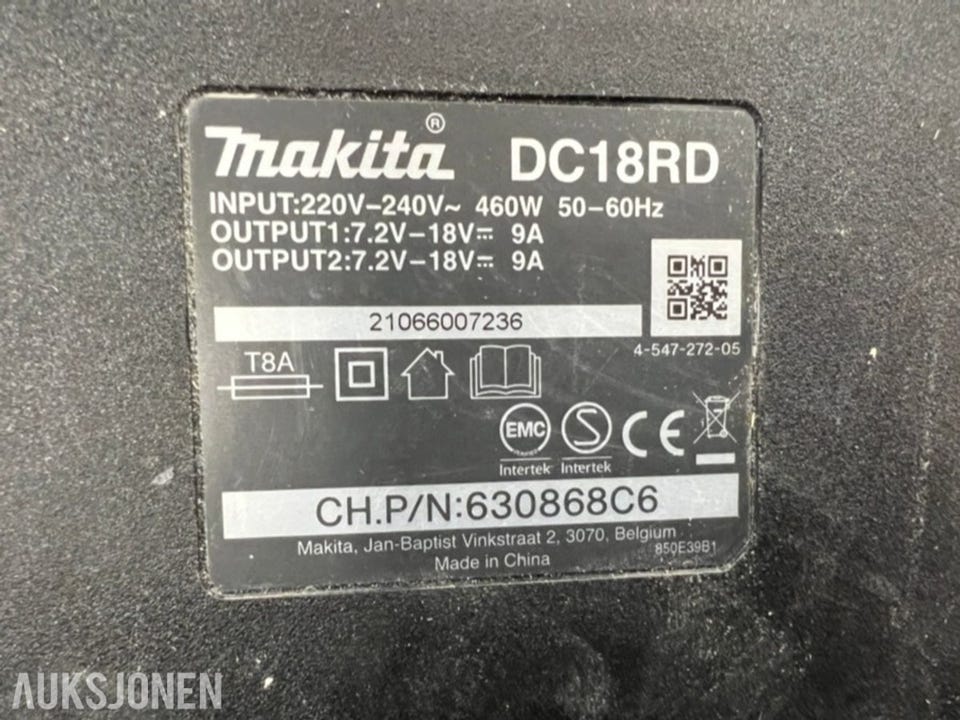 makita® DC18RD
INPUT:220V–240V~ 460W 50–60Hz
OUTPUT1:7.2V–18V⎓ 9A
OUTPUT2:7.2V–18V⎓ 9A
21066007236
4-547-272-05
T8A
EMC
Intertek
S
Intertek
CE
CH.P/N:630868C6
Makita, Jan-Baptist Vinkstraat 2, 3070, Belgium
850E39B1
Made in China
AUKSJONEN